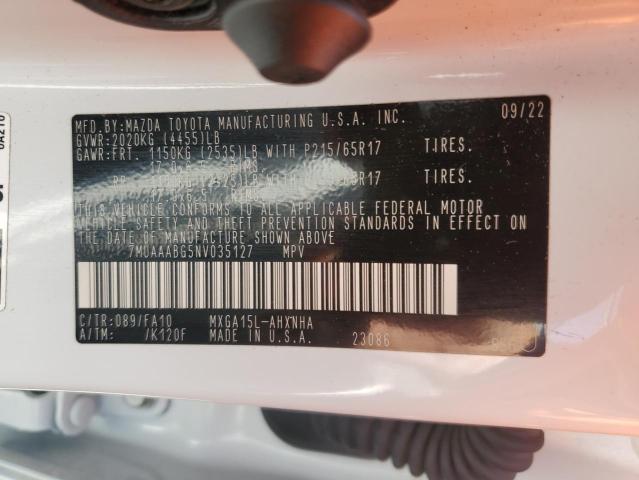 MFD.BY:MAZDA TOYOTA MANUFACTURING U.S.A. INC. 09/22
GVWR:2020KG (4455)LB
GAWR:FRT. 1150KG (2535)LB WITH P215/65R17 TIRES.
TIRES.
THIS VEHICLE CONFORMS TO ALL APPLICABLE FEDERAL MOTOR
VEHICLE SAFETY AND THEFT PREVENTION STANDARDS IN EFFECT ON
THE DATE OF MANUFACTURE SHOWN ABOVE
7MUAAABG5NV035127 MPV
C/TR:089/FA10 MXGA15L-AHXNHA
A/TM: /K120F MADE IN U.S.A. 23086